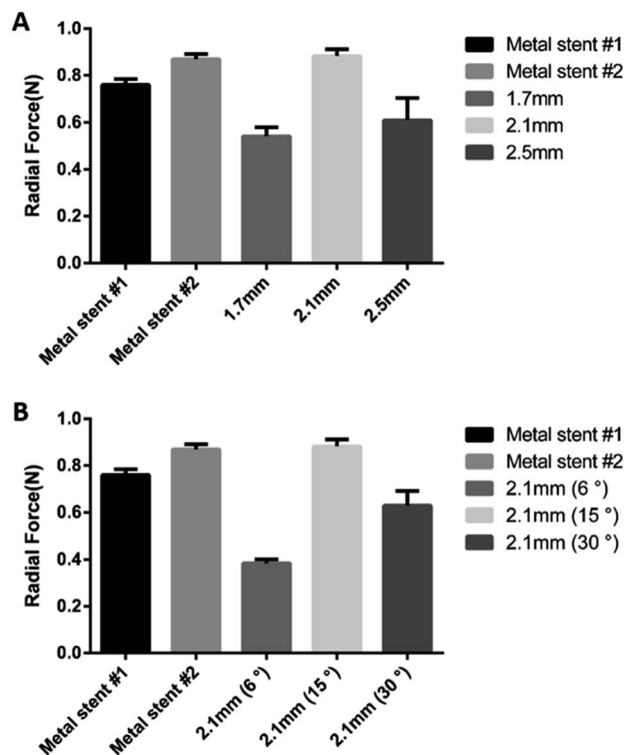 A
Radial Force(N)
1.0
0.8
0.6
0.4
0.2
0.0
Metal stent #1
Metal stent #2
1.7mm
2.1mm
2.5mm
Metal stent #1
Metal stent #2
1.7mm
2.1mm
2.5mm
B
Radial Force(N)
1.0
0.8
0.6
0.4
0.2
0.0
Metal stent #1
Metal stent #2
2.1mm (6 °)
2.1mm (15 °)
2.1mm (30 °)
Metal stent #1
Metal stent #2
2.1mm (6 °)
2.1mm (15 °)
2.1mm (30 °)